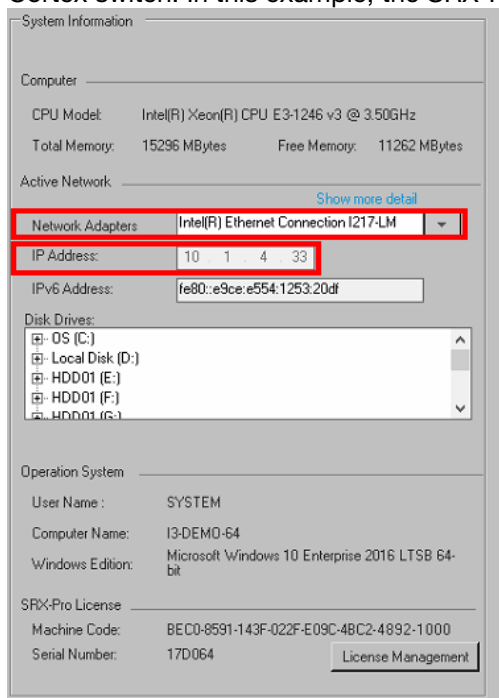 System Information
Computer
CPU Model: Intel(R) Xeon(R) CPU E3-1246 v3 @ 3.50GHz
Total Memory: 15296 MBytes Free Memory: 11262 MBytes
Active Network
Show more detail
Network Adapters Intel(R) Ethernet Connection I217-LM
IP Address: 10 . 1 . 4 . 33
IPv6 Address: fe80::e9ce:e554:1253:20df
Disk Drives:
OS (C:)
Local Disk (D:)
HDD01 (E:)
HDD01 (F:)
HDD01 (G:)
Operation System
User Name : SYSTEM
Computer Name: I3-DEMO-64
Windows Edition: Microsoft Windows 10 Enterprise 2016 LTSB 64-
bit
SRX-Pro License
Machine Code: BEC0-8591-143F-022F-E09C-4BC2-4892-1000
Serial Number: 17D064 License Management